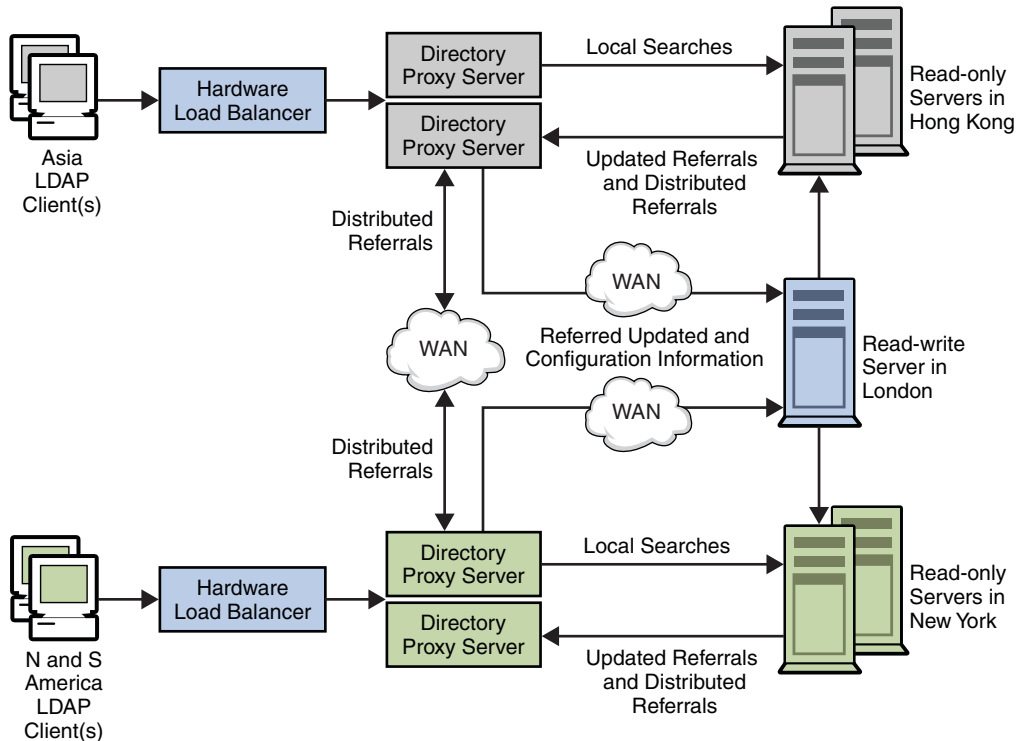 Asia
LDAP
Client(s)
Hardware
Load Balancer
Directory
Proxy Server
Directory
Proxy Server
Local Searches
Updated Referrals
and Distributed
Referrals
Read-only
Servers in
Hong Kong
Distributed
Referrals
WAN
WAN
Referred Updated and
Configuration Information
WAN
Read-write
Server in
London
Distributed
Referrals
N and S
America
LDAP
Client(s)
Hardware
Load Balancer
Directory
Proxy Server
Directory
Proxy Server
Local Searches
Updated Referrals
and Distributed
Referrals
Read-only
Servers in
New York